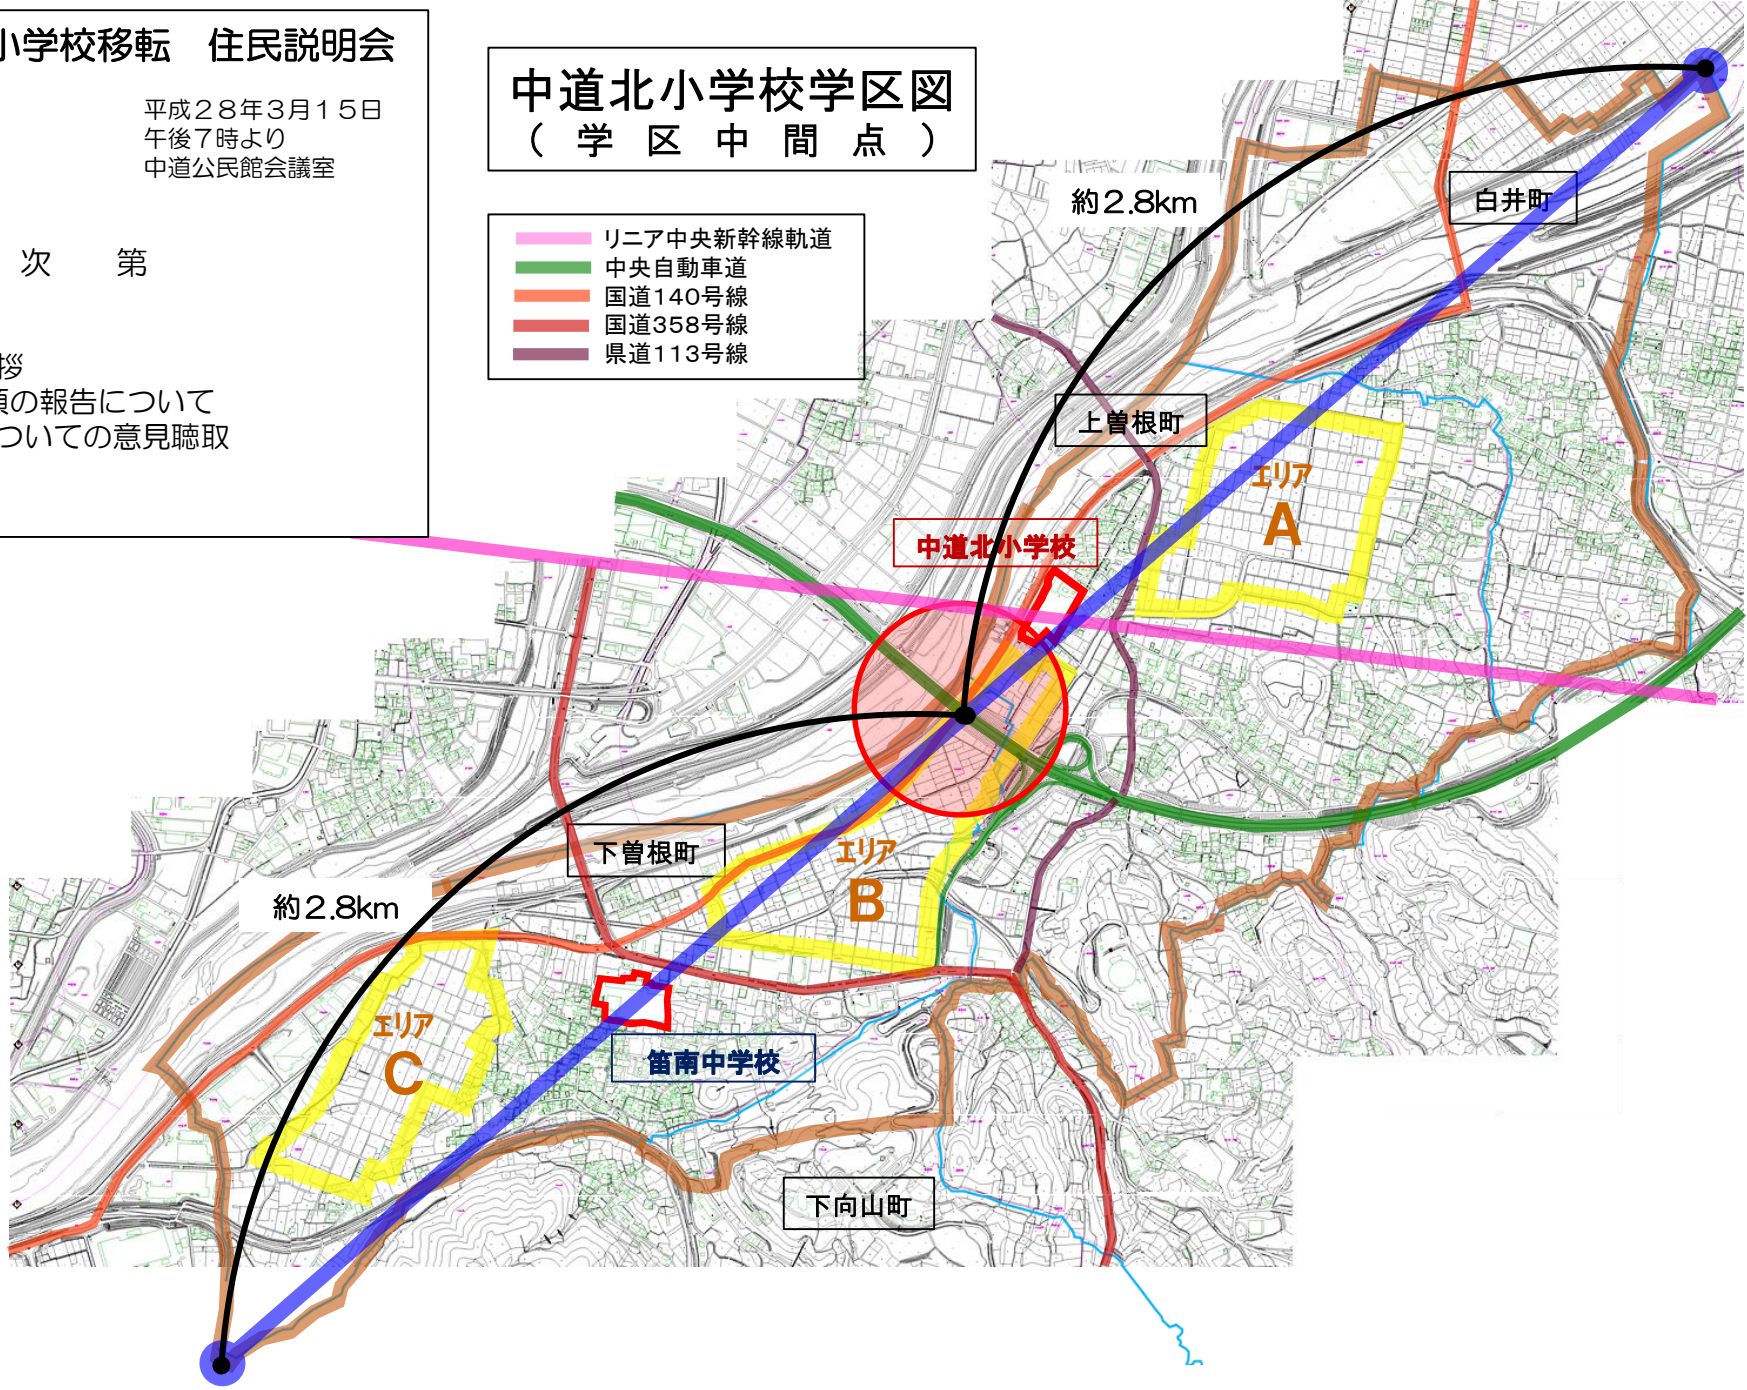 小学校移転 住民説明会
平成28年3月15日
午後7時より
中道公民館会議室
次 第
拶
の報告について
ついての意見聴取
中道北小学校学区図
(学区中間点)
リニア中央新幹線軌道
中央自動車道
国道140号線
国道358号線
県道113号線
約2.8km
白井町
上曽根町
エリア
A
中道北小学校
下曽根町
エリア
B
約2.8km
エリア
C
笛南中学校
下向山町